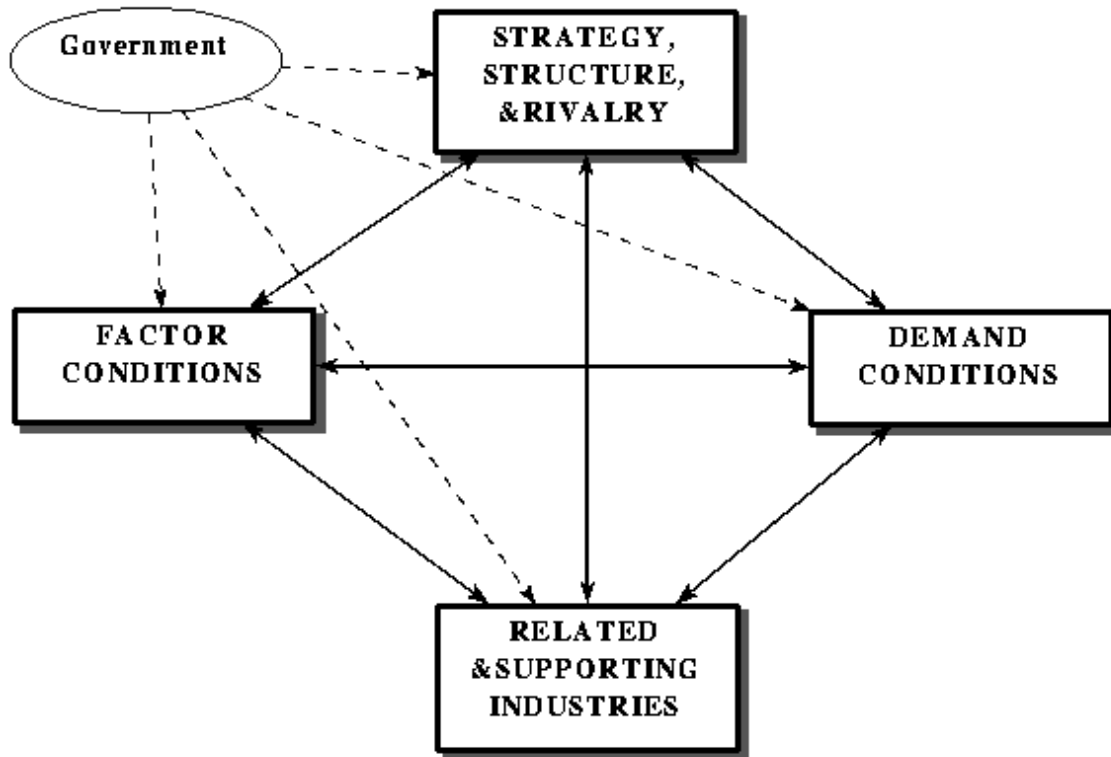 Government
STRATEGY,
STRUCTURE,
&RIVALRY
FACTOR
CONDITIONS
DEMAND
CONDITIONS
RELATED
&SUPPORTING
INDUSTRIES